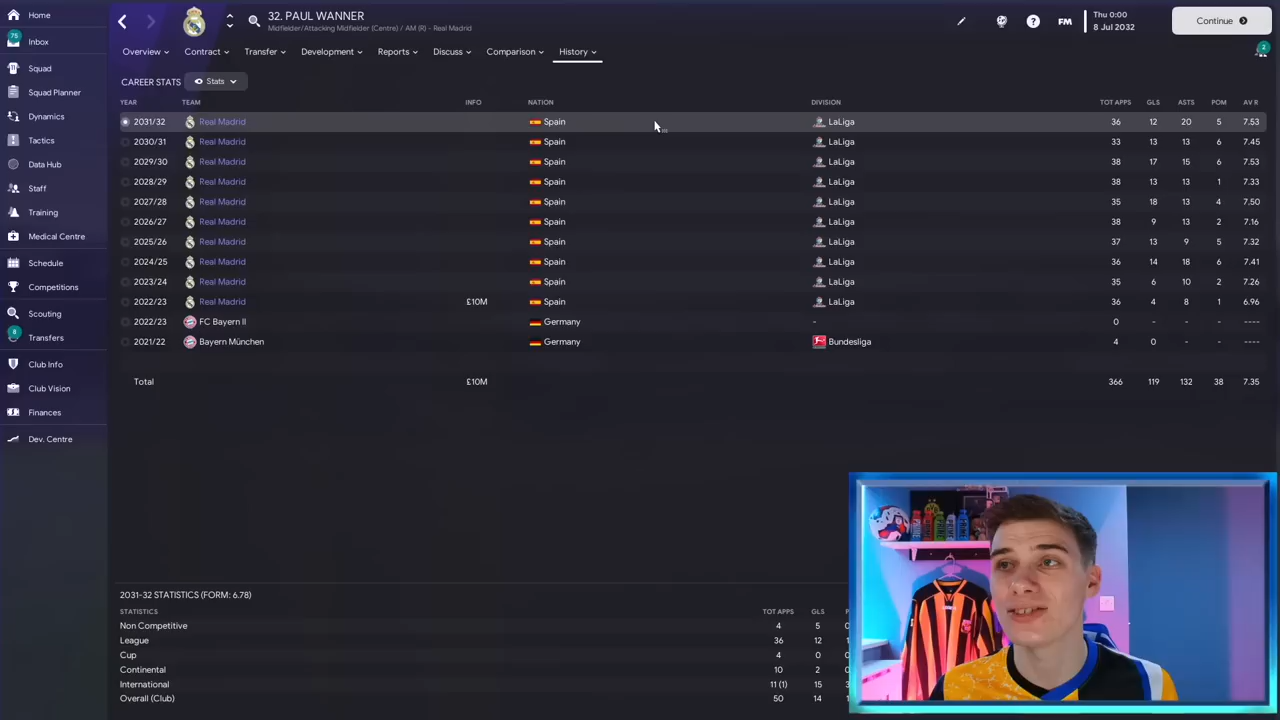 32. PAUL WANNER
Midfielder/Attacking Midfielder (Centre) / AM (R) - Real Madrid
FM
Thu 0:00
8 Jul 2032
Continue
75
Inbox
Home
Squad
Squad Planner
Dynamics
Tactics
Data Hub
Staff
Training
Medical Centre
Schedule
Competitions
Scouting
8
Transfers
Club Info
Club Vision
Finances
Dev. Centre
Overview Contract Transfer Development Reports Discuss Comparison History
2
CAREER STATS Stats
YEAR TEAM INFO NATION DIVISION TOT APPS GLS ASTS POM AV R
2031/32 Real Madrid Spain LaLiga 36 12 20 5 7.53
2030/31 Real Madrid Spain LaLiga 33 13 13 6 7.45
2029/30 Real Madrid Spain LaLiga 38 17 15 6 7.53
2028/29 Real Madrid Spain LaLiga 38 13 13 1 7.33
2027/28 Real Madrid Spain LaLiga 35 18 13 4 7.50
2026/27 Real Madrid Spain LaLiga 38 9 13 2 7.16
2025/26 Real Madrid Spain LaLiga 37 13 9 5 7.32
2024/25 Real Madrid Spain LaLiga 36 14 18 6 7.41
2023/24 Real Madrid Spain LaLiga 35 6 10 2 7.26
2022/23 Real Madrid £10M Spain LaLiga 36 4 8 1 6.96
2022/23 FC Bayern II Germany - 0 - - - ----
2021/22 Bayern München Germany Bundesliga 4 0 - - ----
Total £10M 366 119 132 38 7.35
2031-32 STATISTICS (FORM: 6.78)
STATISTICS TOT APPS GLS
Non Competitive 4 5
League 36 12
Cup 4 0
Continental 10 2
International 11 (1) 15
Overall (Club) 50 14